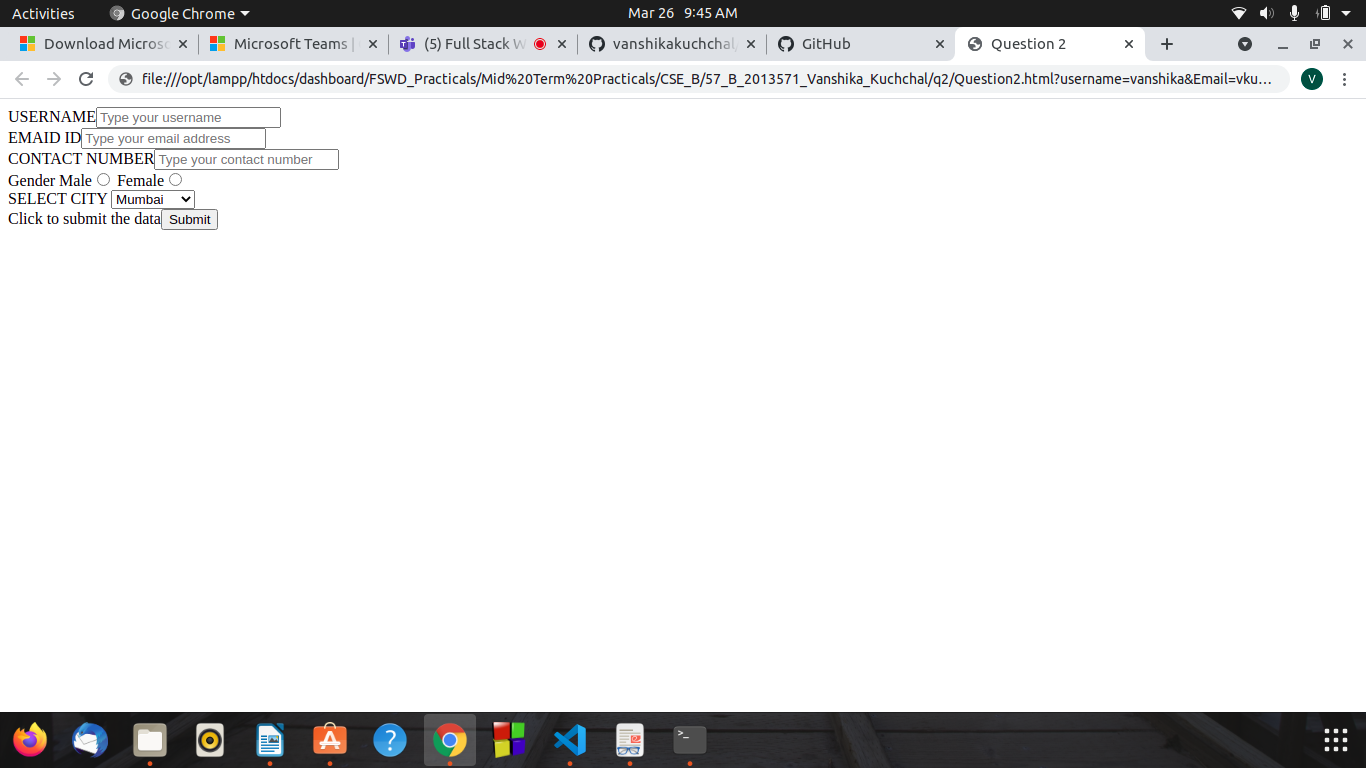 Activities Google Chrome Mar 26 9:45 AM
Download Micros Microsoft Teams | (5) Full Stack W vanshikakuchchal GitHub Question 2
file:///opt/lampp/htdocs/dashboard/FSWD_Practicals/Mid%20Term%20Practicals/CSE_B/57_B_2013571_Vanshika_Kuchchal/q2/Question2.html?username=vanshika&Email=vku... V
USERNAME Type your username
EMAID ID Type your email address
CONTACT NUMBER Type your contact number
Gender Male Female
SELECT CITY Mumbai
Click to submit the data Submit